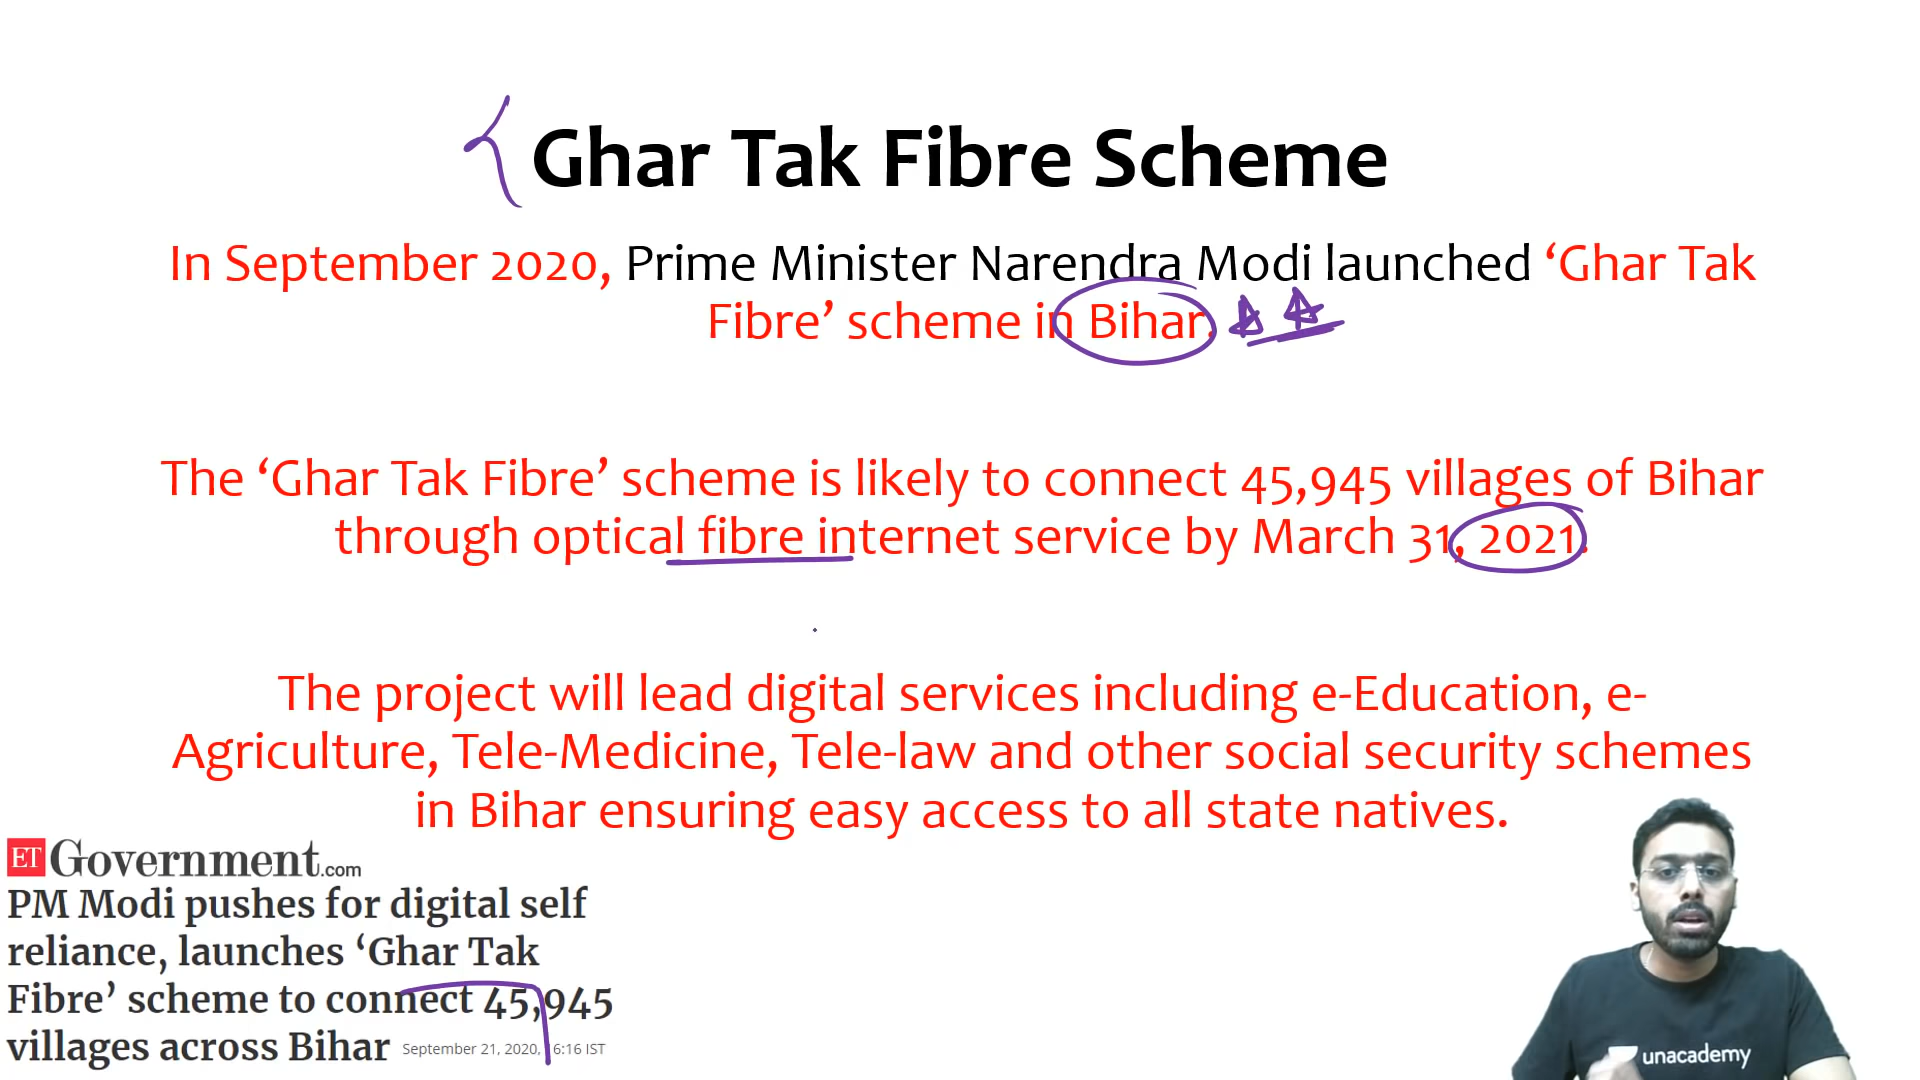 Ghar Tak Fibre Scheme
In September 2020, Prime Minister Narendra Modi launched ‘Ghar Tak
Fibre’ scheme in Bihar.
The ‘Ghar Tak Fibre’ scheme is likely to connect 45,945 villages of Bihar
through optical fibre internet service by March 31, 2021.
The project will lead digital services including e-Education, e-
Agriculture, Tele-Medicine, Tele-law and other social security schemes
in Bihar ensuring easy access to all state natives.
ET Government.com
PM Modi pushes for digital self
reliance, launches ‘Ghar Tak
Fibre’ scheme to connect 45,945
villages across Bihar
September 21, 2020, 16:16 IST
unacademy